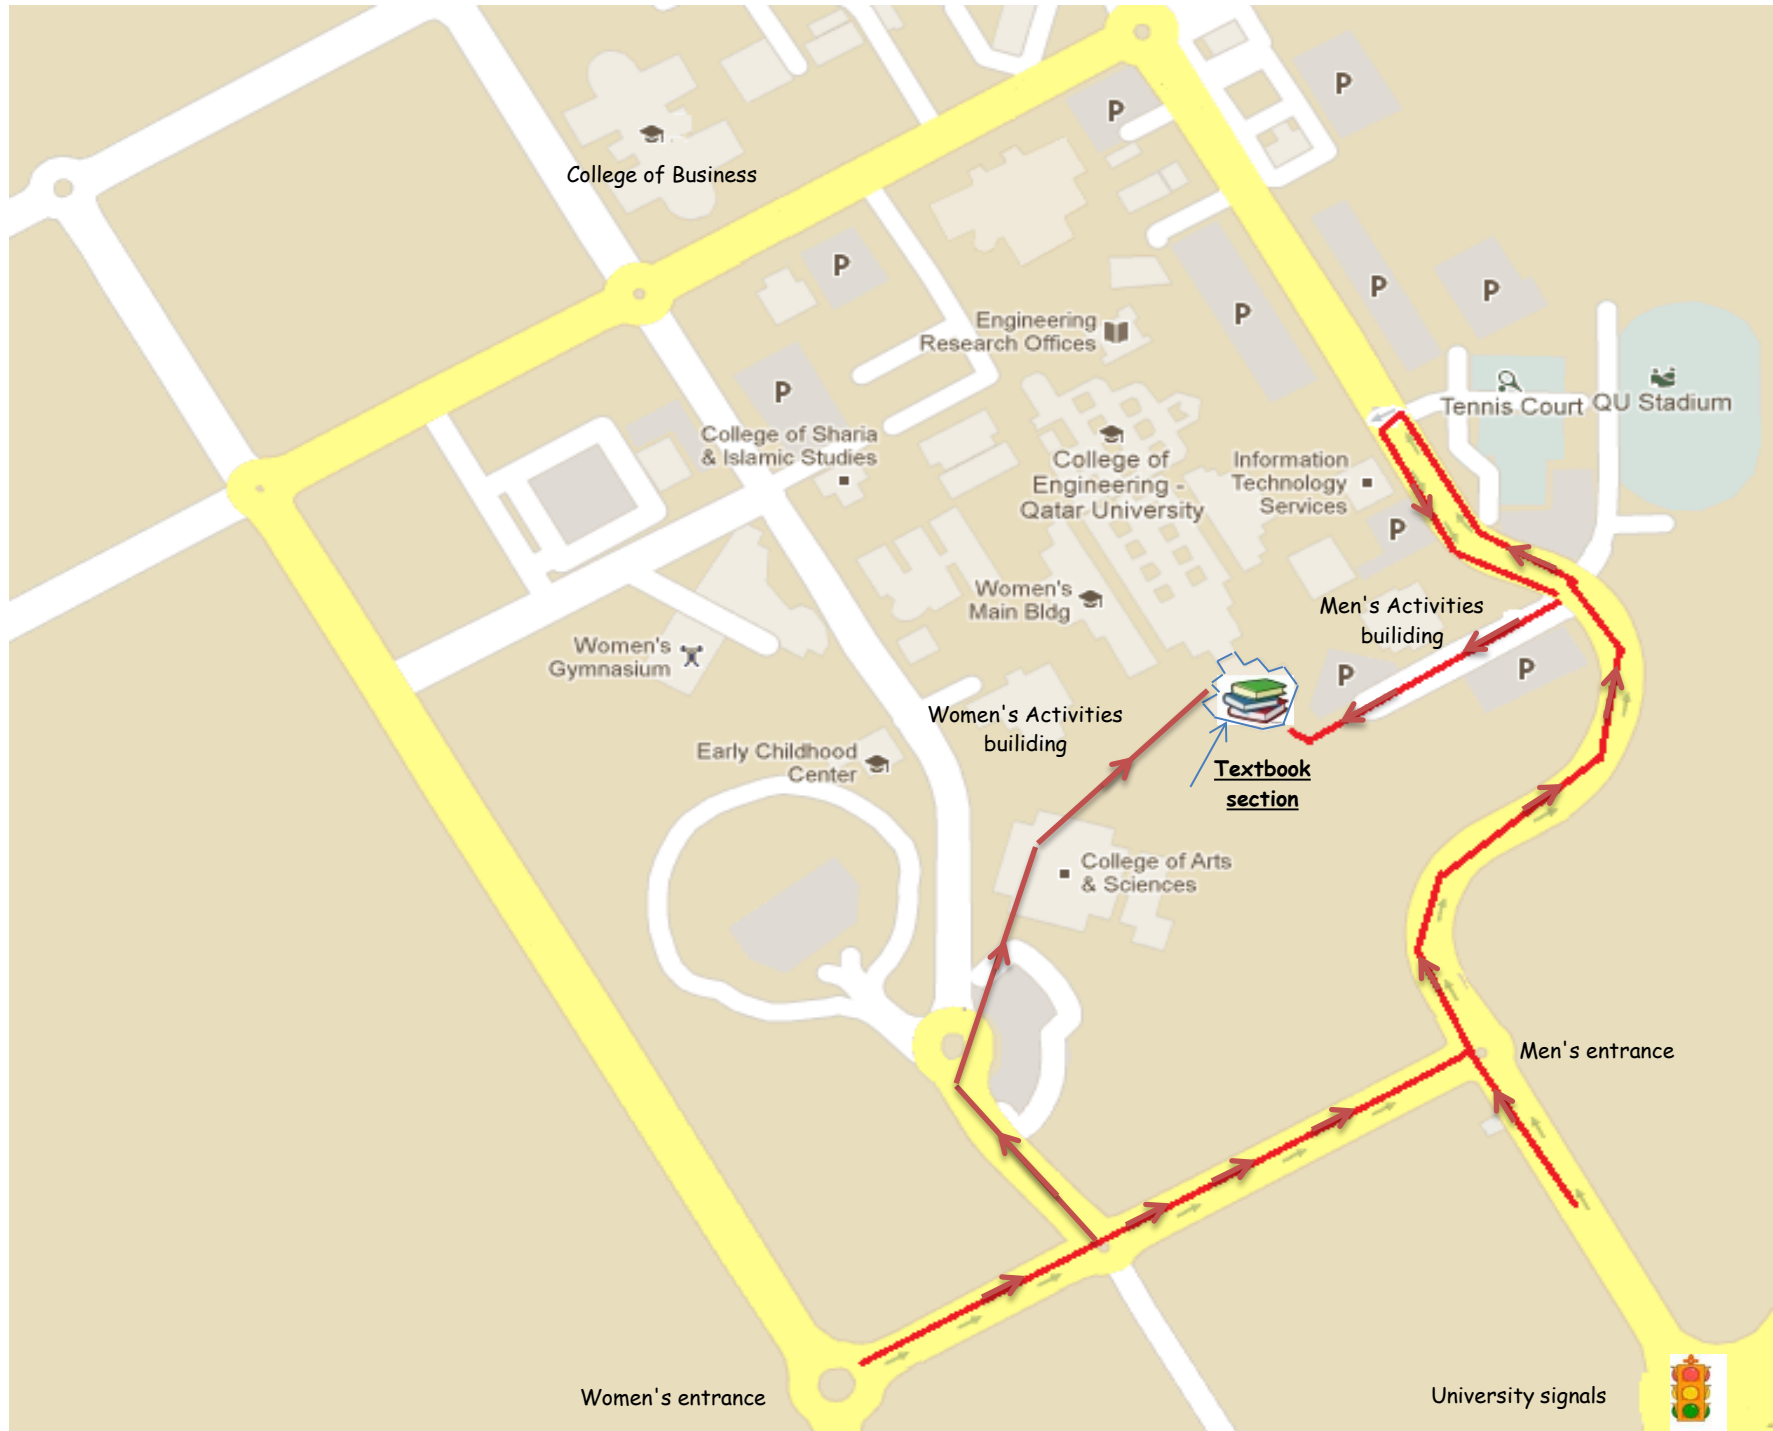 P
P
College of Business
P
P
P
P
Engineering
Research Offices
P
P
Tennis Court
QU Stadium
College of Sharia
& Islamic Studies
College of
Engineering -
Qatar University
Information
Technology
Services
P
Women's
Main Bldg
Men's Activities
builiding
Women's
Gymnasium
P
P
Women's Activities
builiding
Early Childhood
Center
Textbook
section
College of Arts
& Sciences
Men's entrance
Women's entrance
University signals